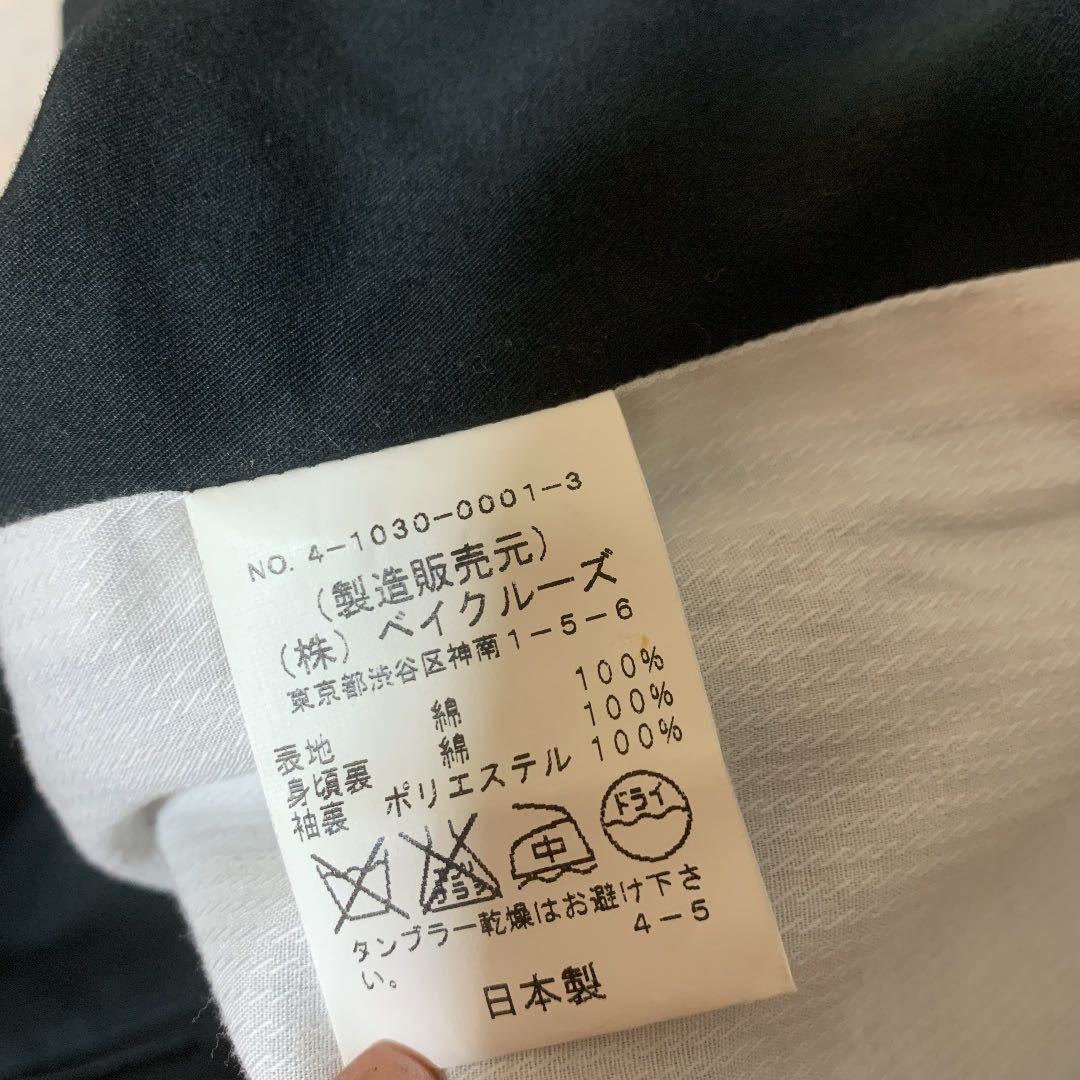 NO. 4-1030-0001-3
(製造販売元)
(株) ベイクルーズ
東京都渋谷区神南1-5-6
表地 綿 100%
身頃裏 綿 100%
袖裏 ポリエステル 100%
中 ドライ
タンブラー乾燥はお避け下さ
い。 4-5
日本製